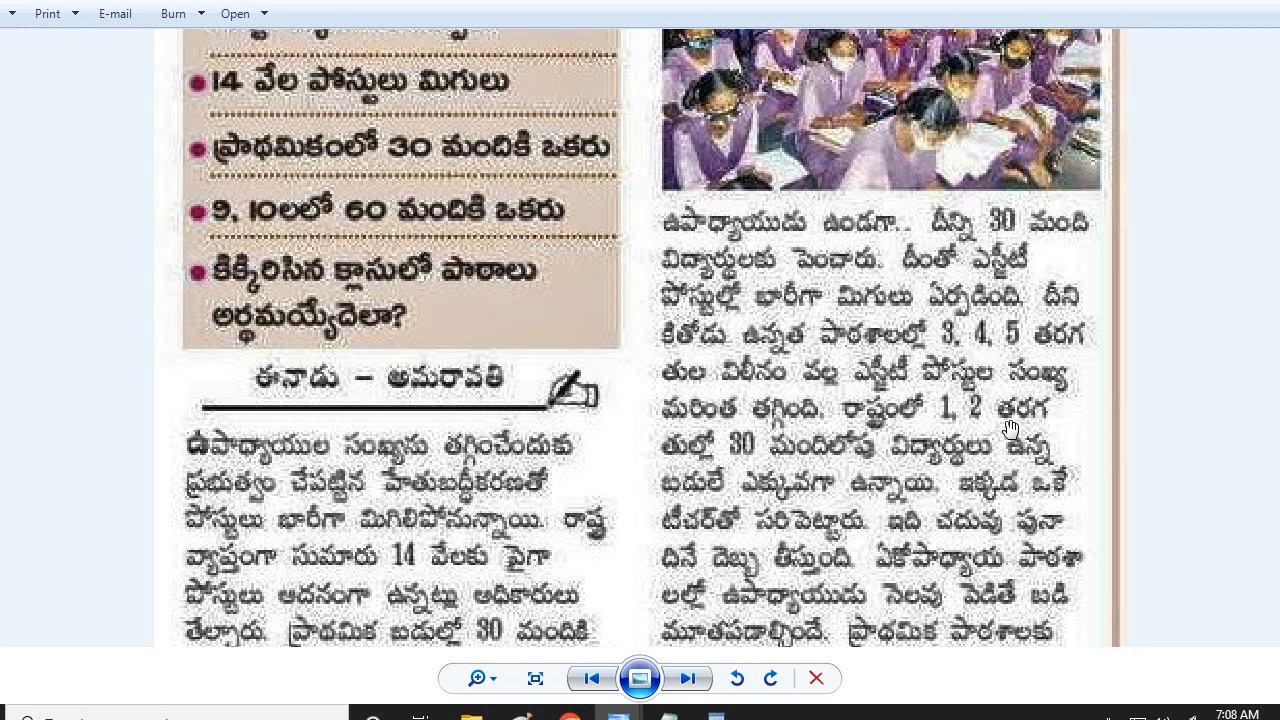 Print
E-mail
Burn
Open
• 14 వేల పోస్టులు మిగులు
• ప్రాథమికంలో 30 మందికి ఒకరు
• 9, 10లలో 60 మందికి ఒకరు
• కిక్కిరిసిన క్లాసులో పాఠాలు
అర్థమయ్యేదెలా?
ఈనాడు – అమరావతి
ఉపాధ్యాయుల సంఖ్యను తగ్గించేందుకు
ప్రభుత్వం చేపట్టిన హేతుబద్ధీకరణతో
పోస్టులు భారీగా మిగిలిపోనున్నాయి. రాష్ట్ర
వ్యాప్తంగా సుమారు 14 వేలకు పైగా
పోస్టులు అదనంగా ఉన్నట్లు అధికారులు
తేల్చారు. ప్రాథమిక బడుల్లో 30 మందికి
ఉపాధ్యాయుడు ఉండగా.. దీన్ని 30 మంది
విద్యార్థులకు పెంచారు. దీంతో ఎస్జీటీ
పోస్టుల్లో భారీగా మిగులు ఏర్పడింది. దీని
కితోడు ఉన్నత పాఠశాలల్లో 3, 4, 5 తరగ
తుల విలీనం వల్ల ఎస్జీటీ పోస్టుల సంఖ్య
మరింత తగ్గింది. రాష్ట్రంలో 1, 2 తరగ
తుల్లో 30 మందిలోపు విద్యార్థులు ఉన్న
బడులే ఎక్కువగా ఉన్నాయి. ఇక్కడ ఒకే
టీచర్‌తో సరిపెట్టారు. ఇది చదువు పునా
దినే దెబ్బ తీస్తుంది. ఏకోపాధ్యాయ పాఠశా
లల్లో ఉపాధ్యాయుడు సెలవు పెడితే బడి
మూతపడాల్సిందే. ప్రాథమిక పాఠశాలకు
7:08 AM